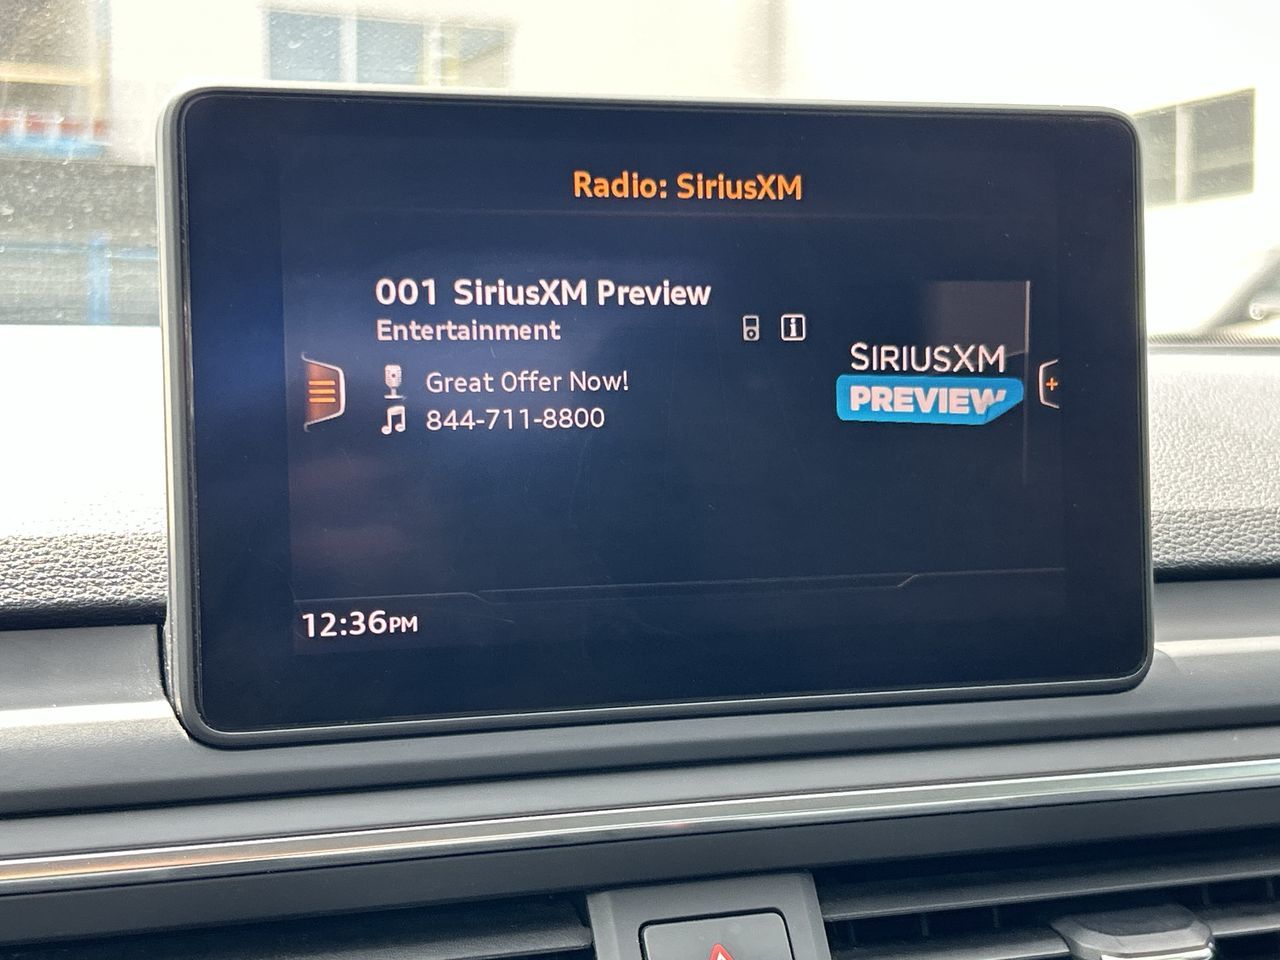 Radio: SiriusXM
001 SiriusXM Preview
Entertainment
Great Offer Now!
844-711-8800
SIRIUSXM
PREVIEW
12:36PM